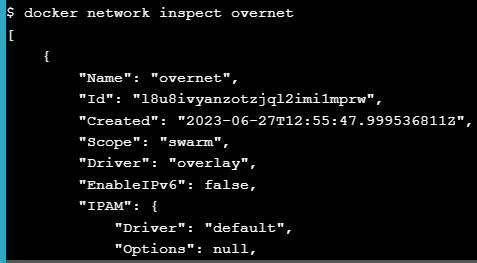 $ docker network inspect overnet
[
    {
        "Name": "overnet",
        "Id": "l8u8ivyanzotzjql2imi1mprw",
        "Created": "2023-06-27T12:55:47.999536811Z",
        "Scope": "swarm",
        "Driver": "overlay",
        "EnableIPv6": false,
        "IPAM": {
            "Driver": "default",
            "Options": null,